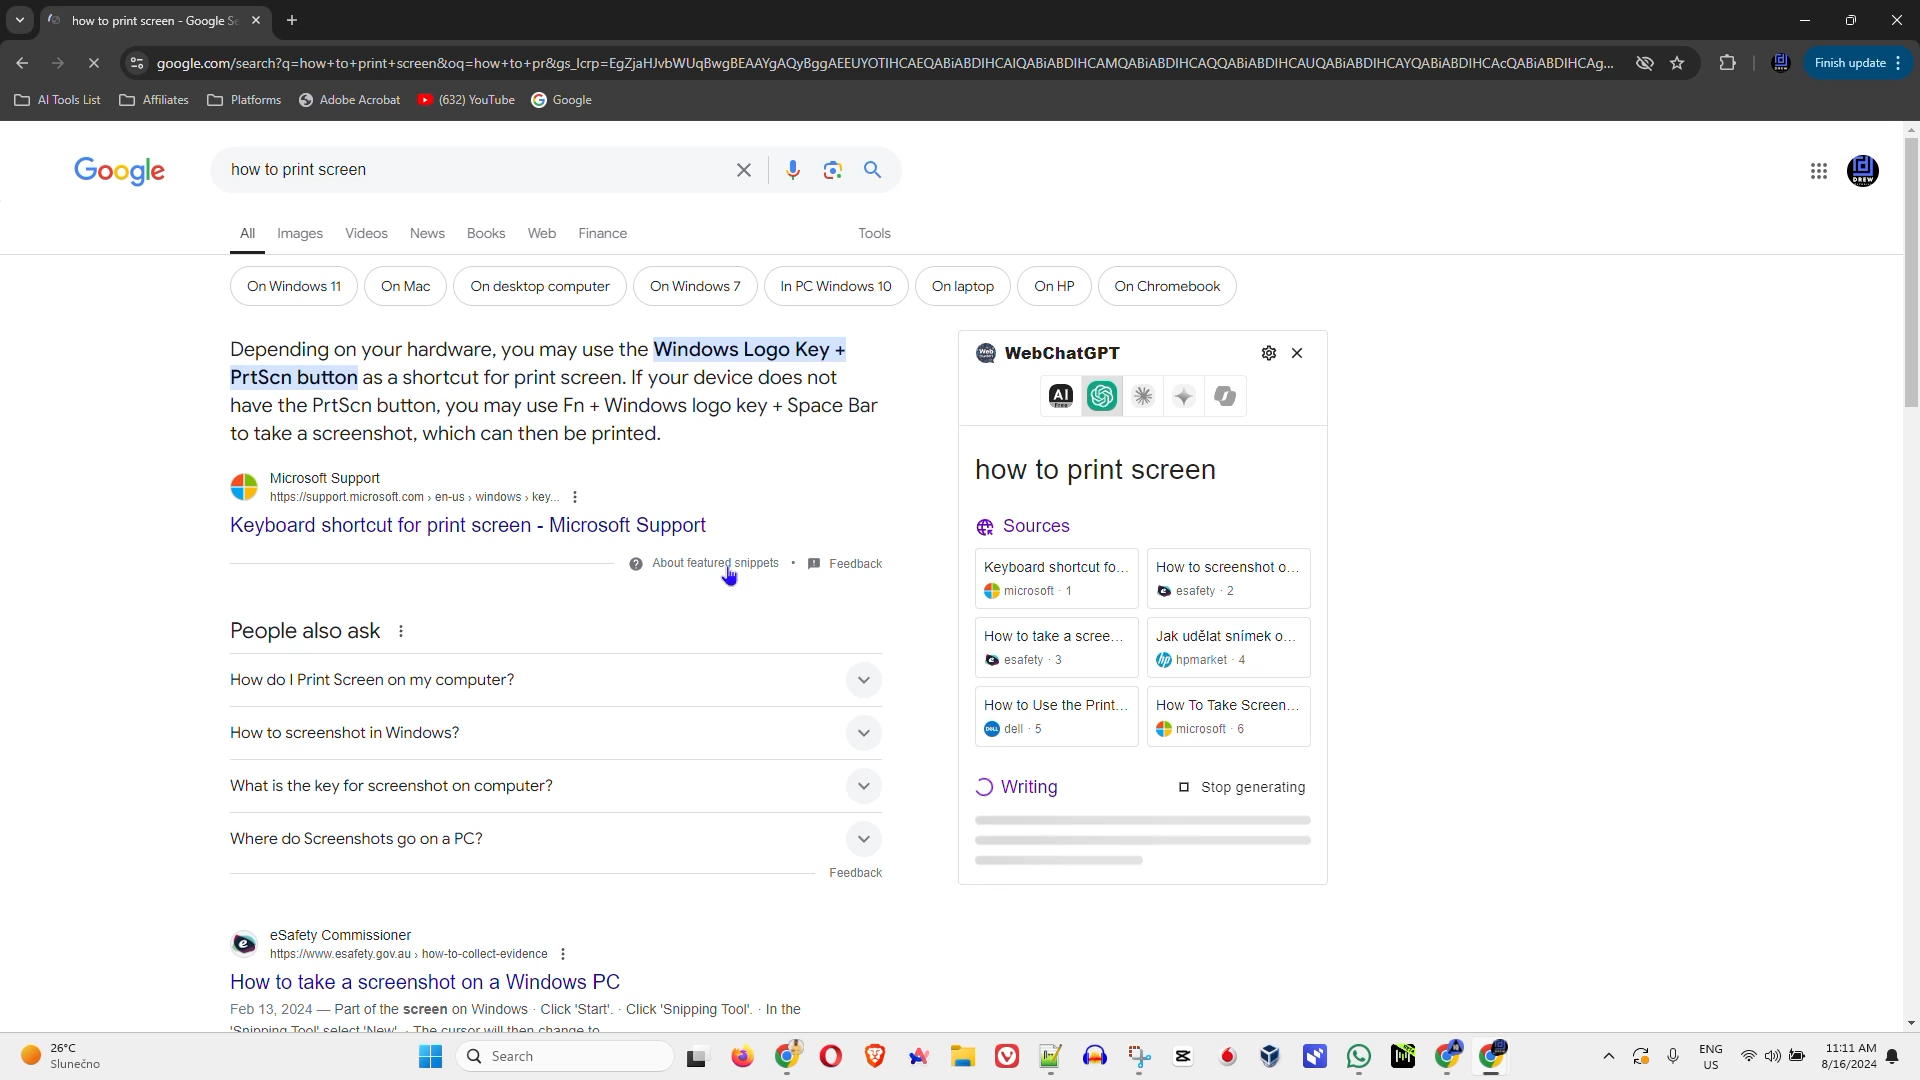 how to print screen - Google Se
google.com/search?q=how+to+print+screen&oq=how+to+pr&gs_lcrp=EgZjaHJvbWUqBwgBEAAYgAQyBggAEEUYOTIHCAEQABiABDIHCAIQABiABDIHCAMQABiABDIHCAQQABiABDIHCAUQABiABDIHCAYQABiABDIHCAcQABiABDIHCAg...
Finish update
AI Tools List
Affiliates
Platforms
Adobe Acrobat
(632) YouTube
Google
Google
how to print screen
DREW
All
Images
Videos
News
Books
Web
Finance
Tools
On Windows 11
On Mac
On desktop computer
On Windows 7
In PC Windows 10
On laptop
On HP
On Chromebook
Depending on your hardware, you may use the Windows Logo Key +
PrtScn button as a shortcut for print screen. If your device does not
have the PrtScn button, you may use Fn + Windows logo key + Space Bar
to take a screenshot, which can then be printed.
Microsoft Support
https://support.microsoft.com › en-us › windows › key...
Keyboard shortcut for print screen - Microsoft Support
About featured snippets
•
Feedback
People also ask
How do I Print Screen on my computer?
How to screenshot in Windows?
What is the key for screenshot on computer?
Where do Screenshots go on a PC?
Feedback
eSafety Commissioner
https://www.esafety.gov.au › how-to-collect-evidence
How to take a screenshot on a Windows PC
Feb 13, 2024 — Part of the screen on Windows · Click 'Start'. · Click 'Snipping Tool'. · In the
'Snipping Tool' select 'New'. · The cursor will then change to
WebChatGPT
AI
Free
how to print screen
Sources
Keyboard shortcut fo...
microsoft · 1
How to screenshot o...
esafety · 2
How to take a scree...
esafety · 3
Jak udělat snímek o...
hpmarket · 4
How to Use the Print...
dell · 5
How To Take Screen...
microsoft · 6
Writing
Stop generating
26°C
Slunečno
Search
ENG
US
11:11 AM
8/16/2024